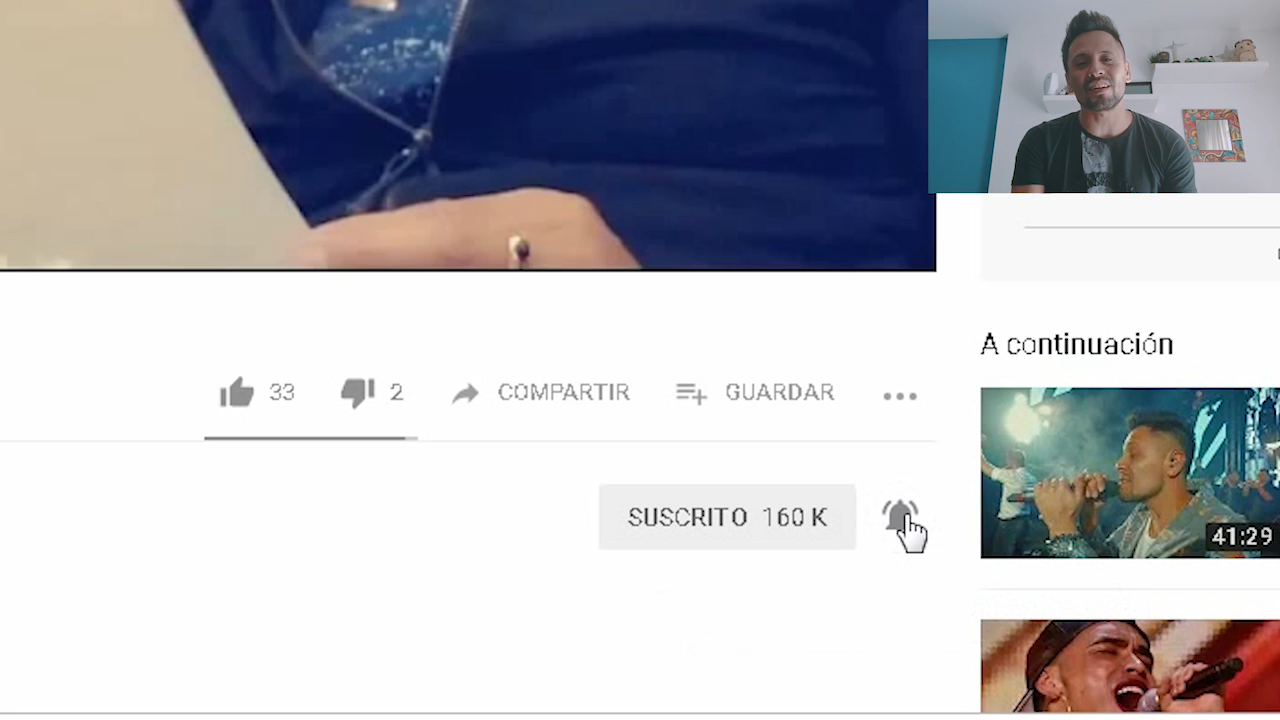 A continuación
33
2
COMPARTIR
GUARDAR
SUSCRITO 160 K
41:29